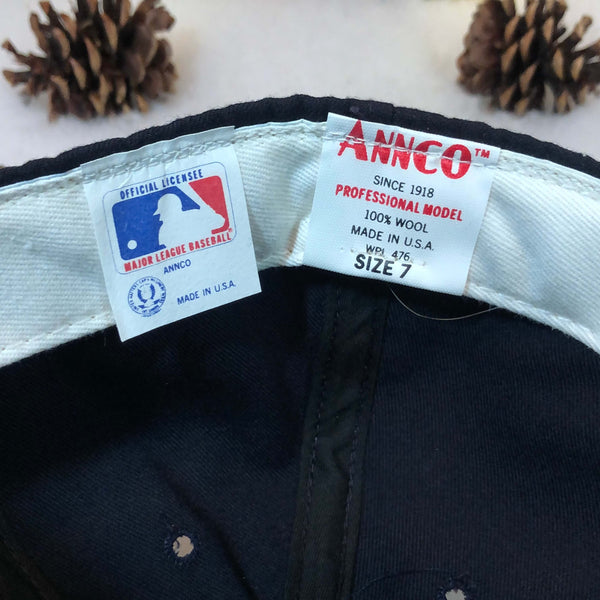 OFFICIAL LICENSEE
MAJOR LEAGUE BASEBALL
ANNCO
MADE IN U.S.A.
ANNCO™
SINCE 1918
PROFESSIONAL MODEL
100% WOOL
MADE IN U.S.A.
WPL 476
SIZE 7